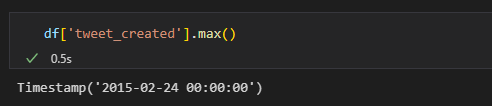 df['tweet_created'].max()
0.5s
Timestamp('2015-02-24 00:00:00')